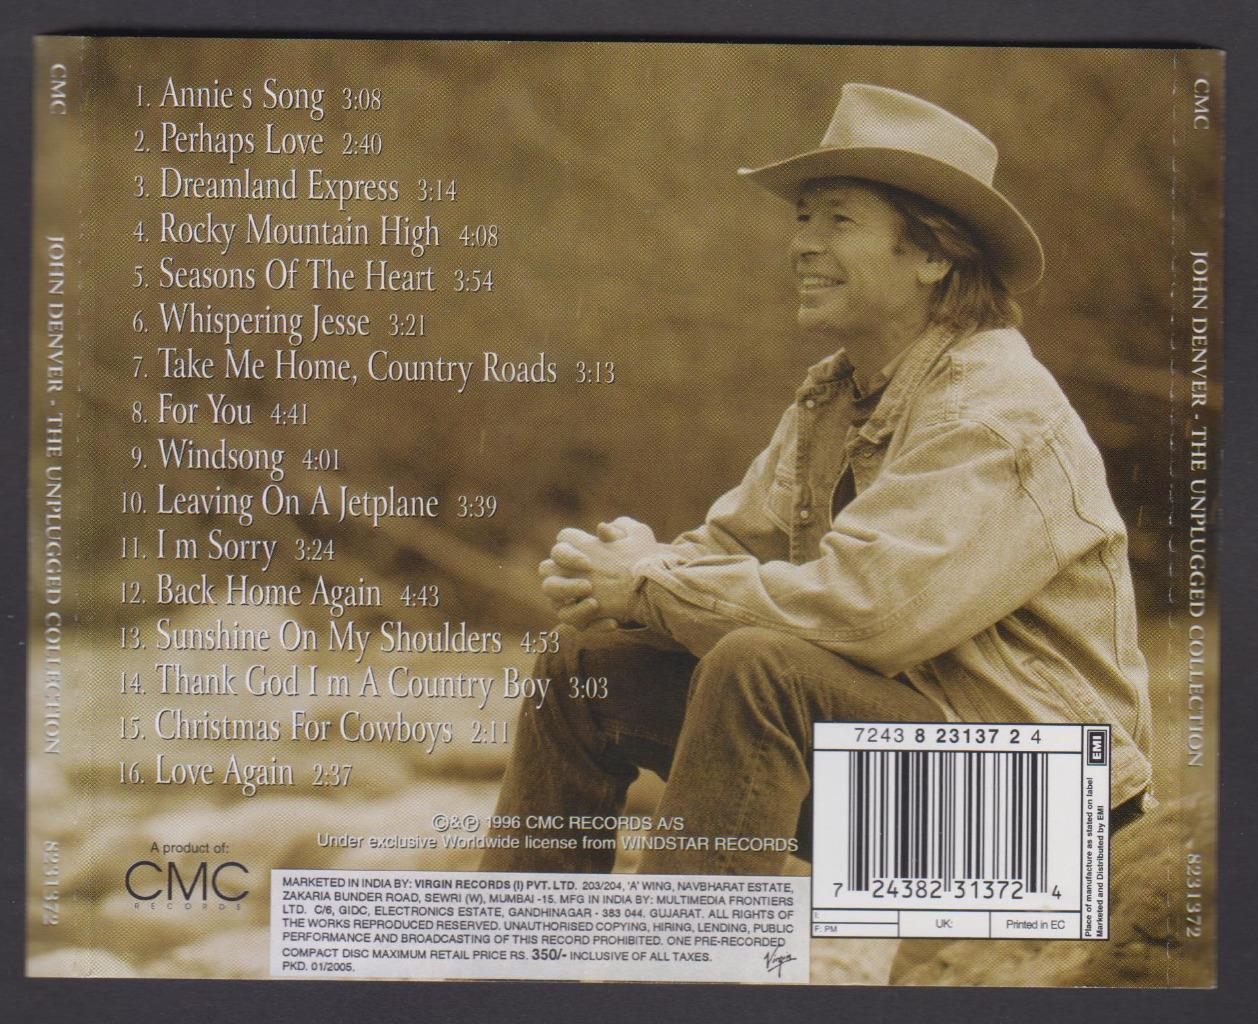 CMC
JOHN DENVER - THE UNPLUGGED COLLECTION
8231372
1. Annie s Song 3:08
2. Perhaps Love 2:40
3. Dreamland Express 3:14
4. Rocky Mountain High 4:08
5. Seasons Of The Heart 3:54
6. Whispering Jesse 3:21
7. Take Me Home, Country Roads 3:13
8. For You 4:41
9. Windsong 4:01
10. Leaving On A Jetplane 3:39
11. I m Sorry 3:24
12. Back Home Again 4:43
13. Sunshine On My Shoulders 4:53
14. Thank God I m A Country Boy 3:03
15. Christmas For Cowboys 2:11
16. Love Again 2:37
©&℗ 1996 CMC RECORDS A/S
Under exclusive Worldwide license from WINDSTAR RECORDS
A product of:
CMC
RECORDS
MARKETED IN INDIA BY: VIRGIN RECORDS (I) PVT. LTD. 203/204, 'A' WING, NAVBHARAT ESTATE,
ZAKARIA BUNDER ROAD, SEWRI (W), MUMBAI -15. MFG IN INDIA BY: MULTIMEDIA FRONTIERS
LTD. C/6, GIDC, ELECTRONICS ESTATE, GANDHINAGAR - 383 044. GUJARAT. ALL RIGHTS OF
THE WORKS REPRODUCED RESERVED. UNAUTHORISED COPYING, HIRING, LENDING, PUBLIC
PERFORMANCE AND BROADCASTING OF THIS RECORD PROHIBITED. ONE PRE-RECORDED
COMPACT DISC MAXIMUM RETAIL PRICE RS. 350/- INCLUSIVE OF ALL TAXES.
PKD. 01/2005.
Virgin
7243 8 23137 2 4
7 24382 31372 4
I:
F: PM
UK:
Printed in EC
EMI
Place of manufacture as stated on label
Marketed and Distributed by EMI
CMC
JOHN DENVER - THE UNPLUGGED COLLECTION
8231372